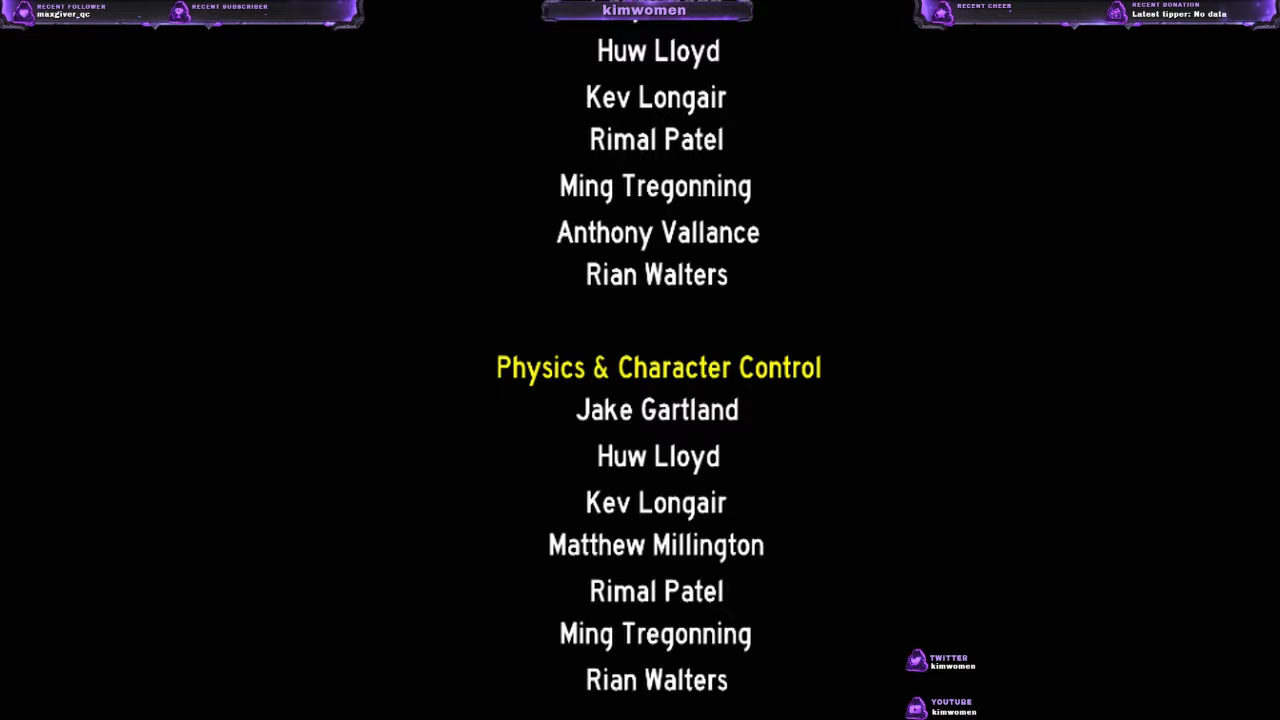 RECENT FOLLOWER
maxgiver_qc
RECENT SUBSCRIBER
kimwomen
RECENT CHEER
RECENT DONATION
Latest tipper: No data
Huw Lloyd
Kev Longair
Rimal Patel
Ming Tregonning
Anthony Vallance
Rian Walters
Physics & Character Control
Jake Gartland
Huw Lloyd
Kev Longair
Matthew Millington
Rimal Patel
Ming Tregonning
Rian Walters
TWITTER
kimwomen
YOUTUBE
kimwomen